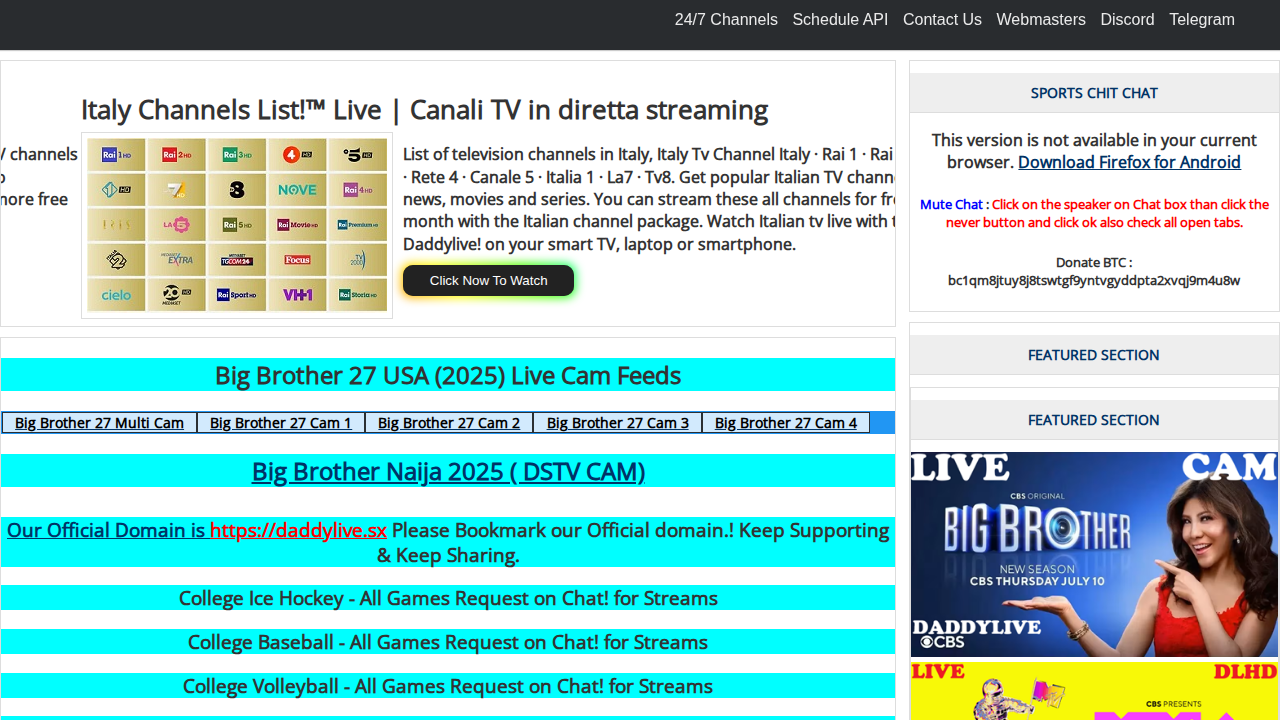 24/7 Channels Schedule API Contact Us Webmasters Discord Telegram
Italy Channels List!™ Live | Canali TV in diretta streaming
channels
more free
Rai 1 HD Rai 2 HD Rai 3 HD 4 HD 5 HD
HD 7 HD 8 NOVE Rai 4 HD
IRIS LA 5 Rai 5 HD Rai Movie HD Rai Premium HD
27 MEDIASET EXTRA MEDIASET TGCOM24 Focus TV 2000
cielo 20 MEDIASET HD Rai Sport HD VH1 Rai Storia HD
List of television channels in Italy, Italy Tv Channel Italy · Rai 1 · Rai
· Rete 4 · Canale 5 · Italia 1 · La7 · Tv8. Get popular Italian TV
news, movies and series. You can stream these all channels for
month with the Italian channel package. Watch Italian tv live with
Daddylive! on your smart TV, laptop or smartphone.
Click Now To Watch
Big Brother 27 USA (2025) Live Cam Feeds
Big Brother 27 Multi Cam Big Brother 27 Cam 1 Big Brother 27 Cam 2 Big Brother 27 Cam 3 Big Brother 27 Cam 4
Big Brother Naija 2025 ( DSTV CAM)
Our Official Domain is https://daddylive.sx Please Bookmark our Official domain.! Keep Supporting
& Keep Sharing.
College Ice Hockey - All Games Request on Chat! for Streams
College Baseball - All Games Request on Chat! for Streams
College Volleyball - All Games Request on Chat! for Streams
SPORTS CHIT CHAT
This version is not available in your current
browser. Download Firefox for Android
Mute Chat : Click on the speaker on Chat box than click the
never button and click ok also check all open tabs.
Donate BTC :
bc1qm8jtuy8j8tswtgf9yntvgyddpta2xvqj9m4u8w
FEATURED SECTION
FEATURED SECTION
LIVE CAM
CBS ORIGINAL
BIG BROTHER
NEW SEASON
CBS THURSDAY JULY 10
DADDYLIVE
CBS
LIVE DLHD
CBS PRESENTS